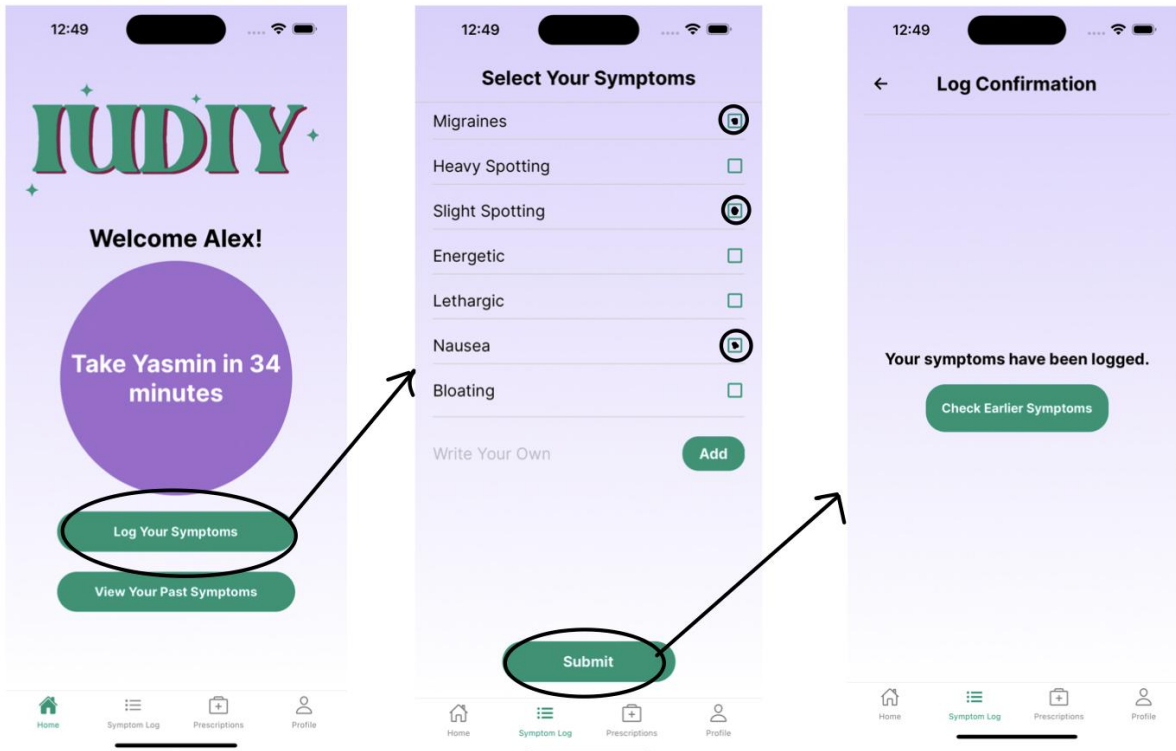 12:49
IUDIY
Welcome Alex!
Take Yasmin in 34
minutes
Log Your Symptoms
View Your Past Symptoms
Home
Symptom Log
Prescriptions
Profile
12:49
Select Your Symptoms
Migraines
Heavy Spotting
Slight Spotting
Energetic
Lethargic
Nausea
Bloating
Write Your Own
Add
Submit
Home
Symptom Log
Prescriptions
Profile
12:49
Log Confirmation
Your symptoms have been logged.
Check Earlier Symptoms
Home
Symptom Log
Prescriptions
Profile